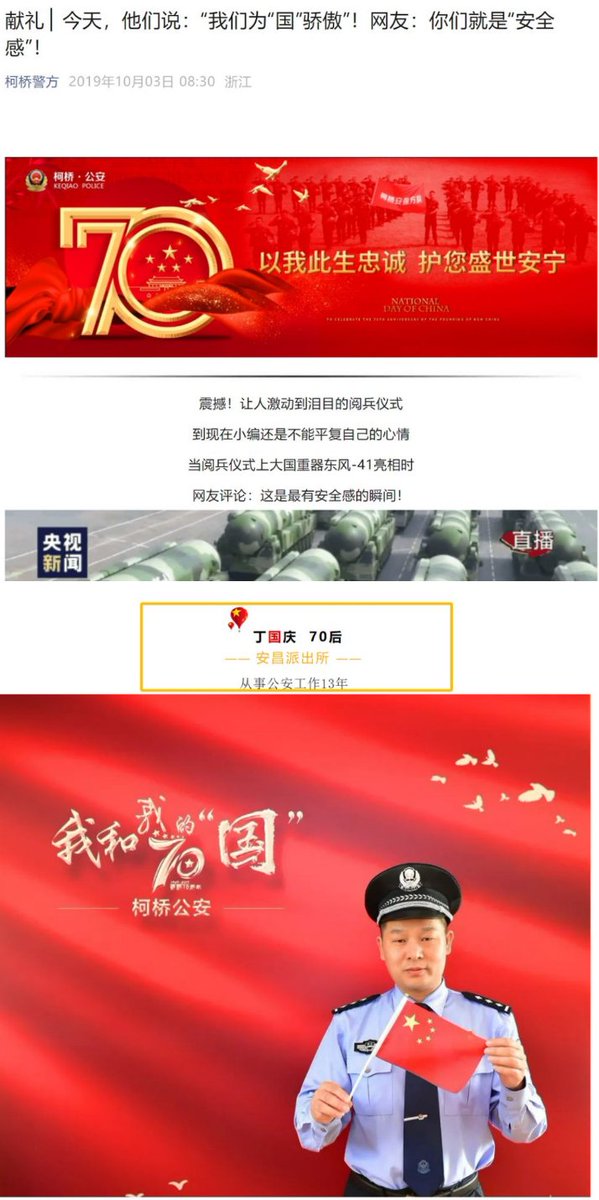 献礼 | 今天，他们说：“我们为“国”骄傲”！网友：你们就是“安全
感”！
柯桥警方 2019年10月03日 08:30 浙江
柯桥·公安
KEQIAO POLICE
70
以我此生忠诚 护您盛世安宁
NATIONAL
DAY OF CHINA
震撼！让人激动到泪目的阅兵仪式
到现在小编还是不能平复自己的心情
当阅兵仪式上大国重器东风-41亮相时
网友评论：这是最有安全感的瞬间！
央视
新闻
直播
丁国庆 70后
—— 安昌派出所 ——
从事公安工作13年
我和我的“国”
70
柯桥公安